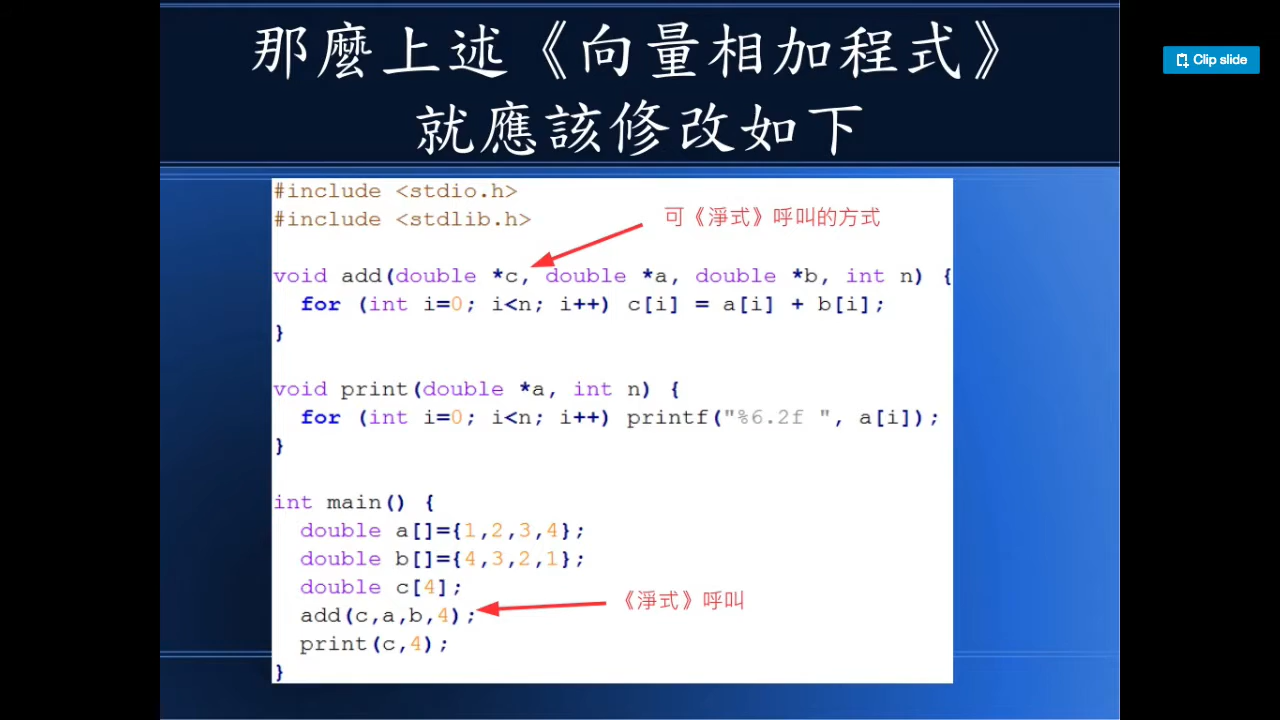 那麼上述《向量相加程式》
就應該修改如下
Clip slide
#include <stdio.h>
#include <stdlib.h>
可《淨式》呼叫的方式
void add(double *c, double *a, double *b, int n) {
  for (int i=0; i<n; i++) c[i] = a[i] + b[i];
}
void print(double *a, int n) {
  for (int i=0; i<n; i++) printf("%6.2f ", a[i]);
}
int main() {
  double a[]={1,2,3,4};
  double b[]={4,3,2,1};
  double c[4];
  add(c,a,b,4);
《淨式》呼叫
  print(c,4);
}